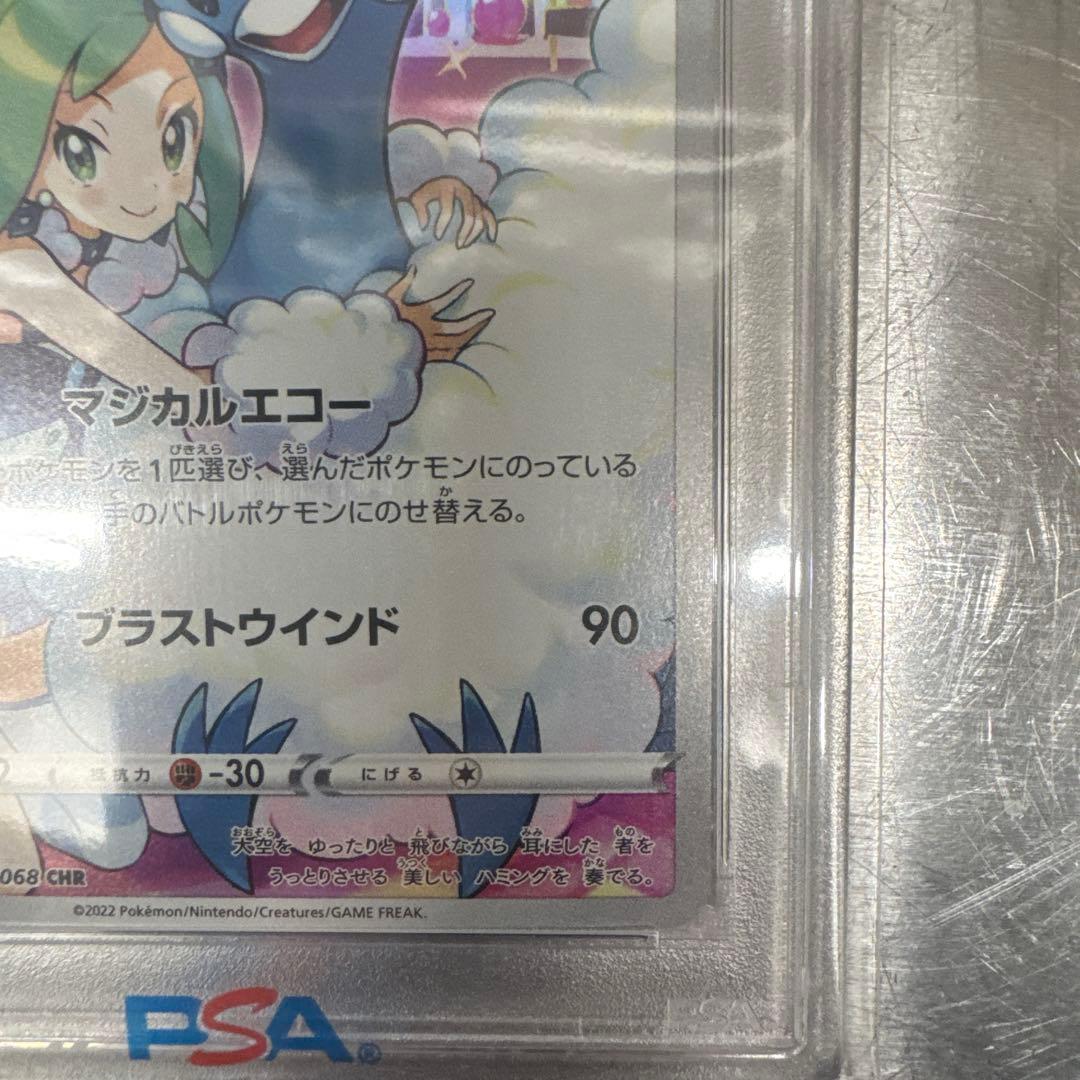 マジカルエコー
ポケモンを1匹選び、選んだポケモンにのっている
手のバトルポケモンにのせ替える。
ブラストウインド 90
抵抗力 -30 にげる
大空を ゆったりと 飛びながら 耳にした 者を
うっとりさせる 美しい ハミングを 奏でる。
068 CHR
©2022 Pokémon/Nintendo/Creatures/GAME FREAK.
PSA®
PSA